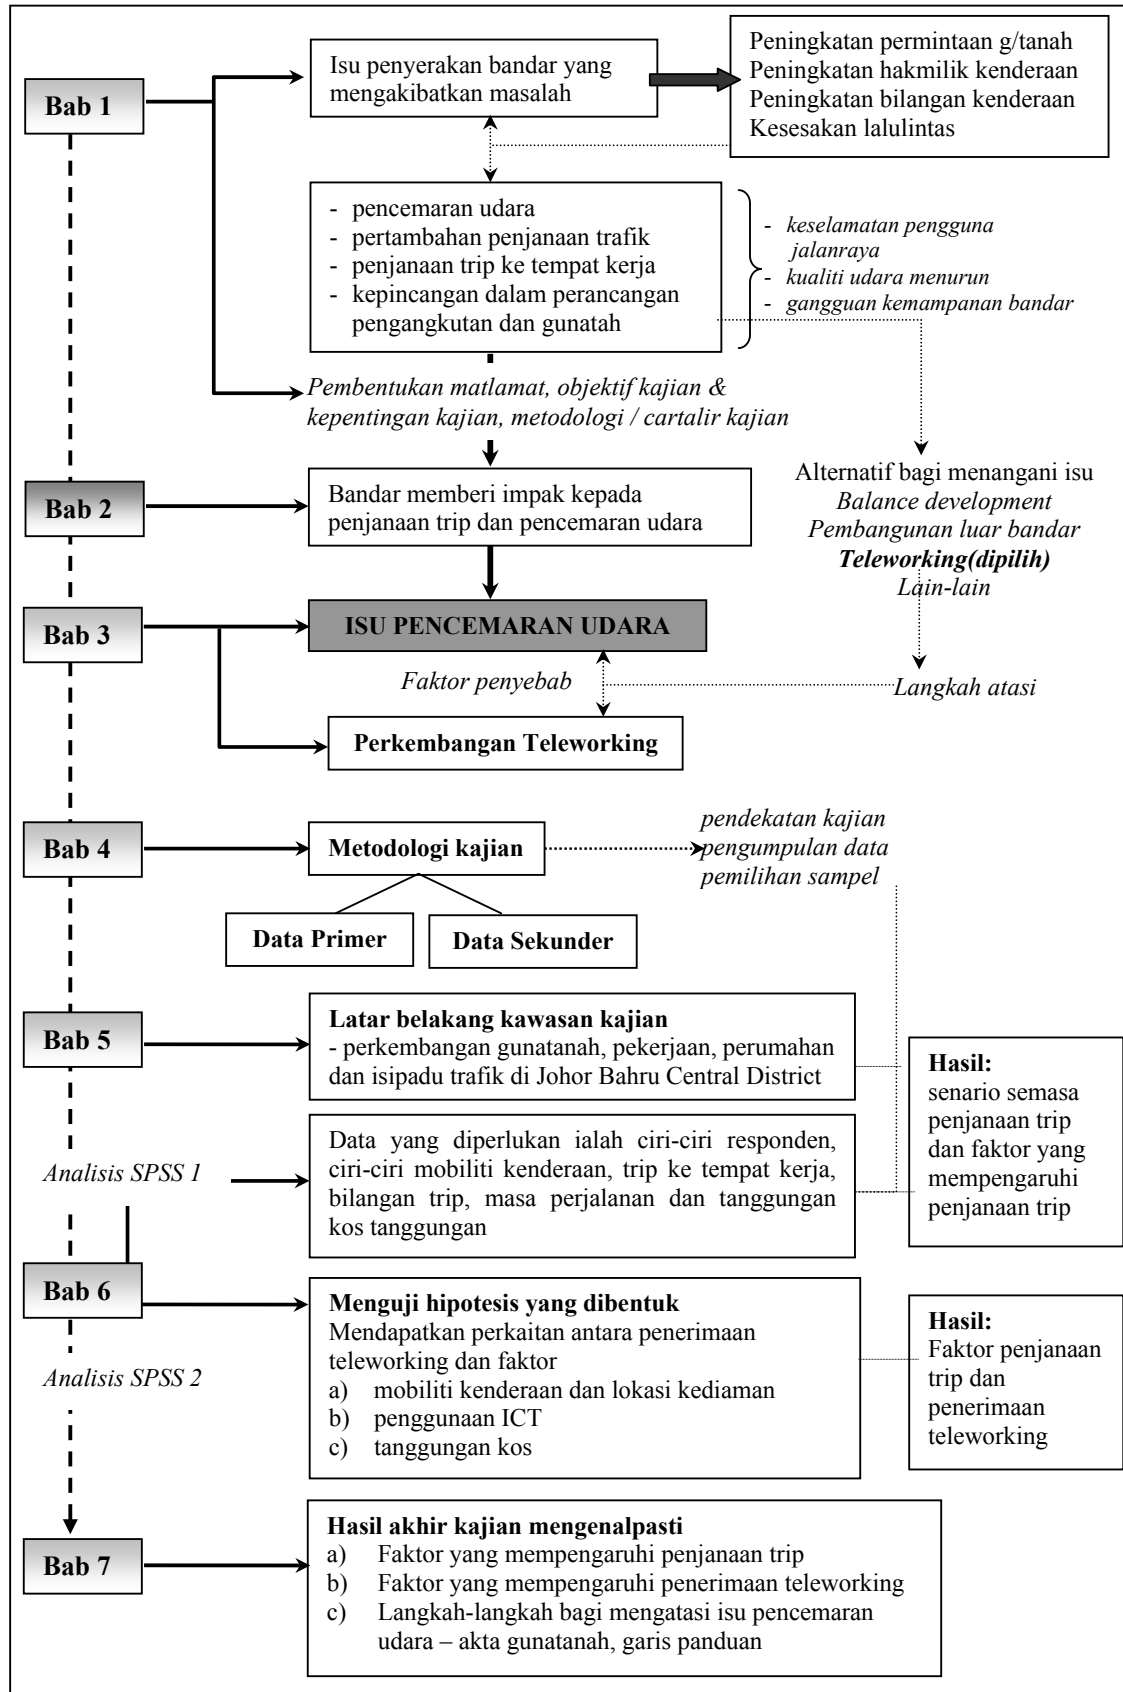 Bab 1
Isu penyerakan bandar yang
mengakibatkan masalah
Peningkatan permintaan g/tanah
Peningkatan hakmilik kenderaan
Peningkatan bilangan kenderaan
Kesesakan lalulintas
- pencemaran udara
- pertambahan penjanaan trafik
- penjanaan trip ke tempat kerja
- kepincangan dalam perancangan
pengangkutan dan gunatah
- keselamatan pengguna
jalanraya
- kualiti udara menurun
- gangguan kemampanan bandar
Pembentukan matlamat, objektif kajian &
kepentingan kajian, metodologi / cartalir kajian
Alternatif bagi menangani isu
Balance development
Pembangunan luar bandar
Teleworking(dipilih)
Lain-lain
Bab 2
Bandar memberi impak kepada
penjanaan trip dan pencemaran udara
Bab 3
ISU PENCEMARAN UDARA
Faktor penyebab
Langkah atasi
Perkembangan Teleworking
Bab 4
Metodologi kajian
pendekatan kajian
pengumpulan data
pemilihan sampel
Data Primer
Data Sekunder
Bab 5
Latar belakang kawasan kajian
- perkembangan gunatanah, pekerjaan, perumahan
dan isipadu trafik di Johor Bahru Central District
Hasil:
senario semasa
penjanaan trip
dan faktor yang
mempengaruhi
penjanaan trip
Analisis SPSS 1
Data yang diperlukan ialah ciri-ciri responden,
ciri-ciri mobiliti kenderaan, trip ke tempat kerja,
bilangan trip, masa perjalanan dan tanggungan
kos tanggungan
Bab 6
Menguji hipotesis yang dibentuk
Mendapatkan perkaitan antara penerimaan
teleworking dan faktor
a) mobiliti kenderaan dan lokasi kediaman
b) penggunaan ICT
c) tanggungan kos
Hasil:
Faktor penjanaan
trip dan
penerimaan
teleworking
Analisis SPSS 2
Bab 7
Hasil akhir kajian mengenalpasti
a) Faktor yang mempengaruhi penjanaan trip
b) Faktor yang mempengaruhi penerimaan teleworking
c) Langkah-langkah bagi mengatasi isu pencemaran
udara – akta gunatanah, garis panduan